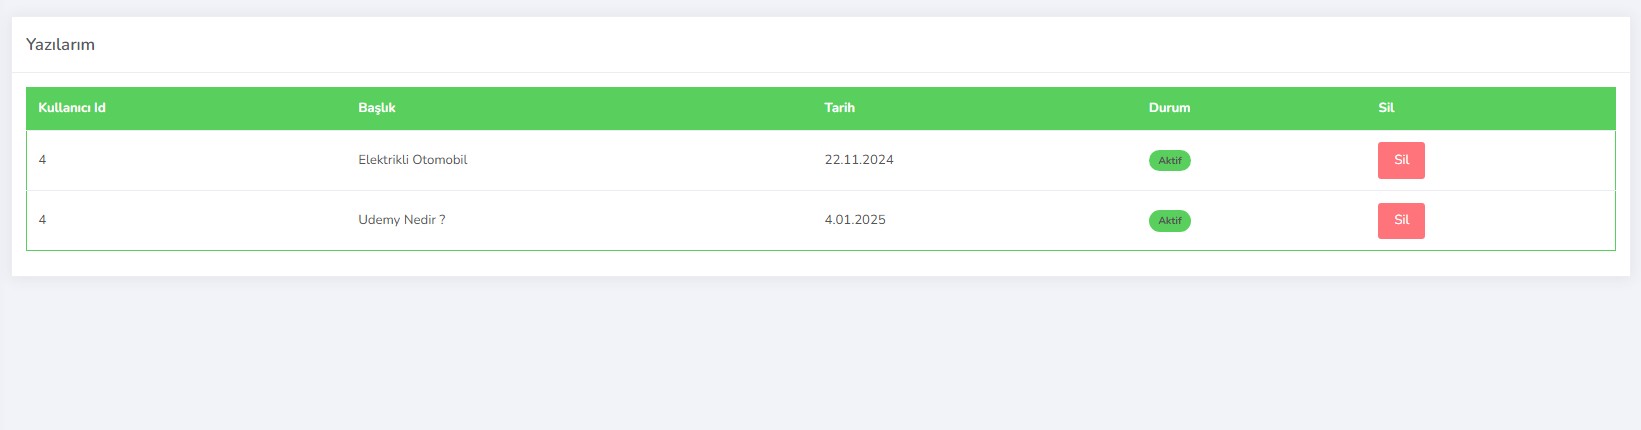 Yazılarım
Kullanıcı Id Başlık Tarih Durum Sil
4 Elektrikli Otomobil 22.11.2024 Aktif Sil
4 Udemy Nedir ? 4.01.2025 Aktif Sil